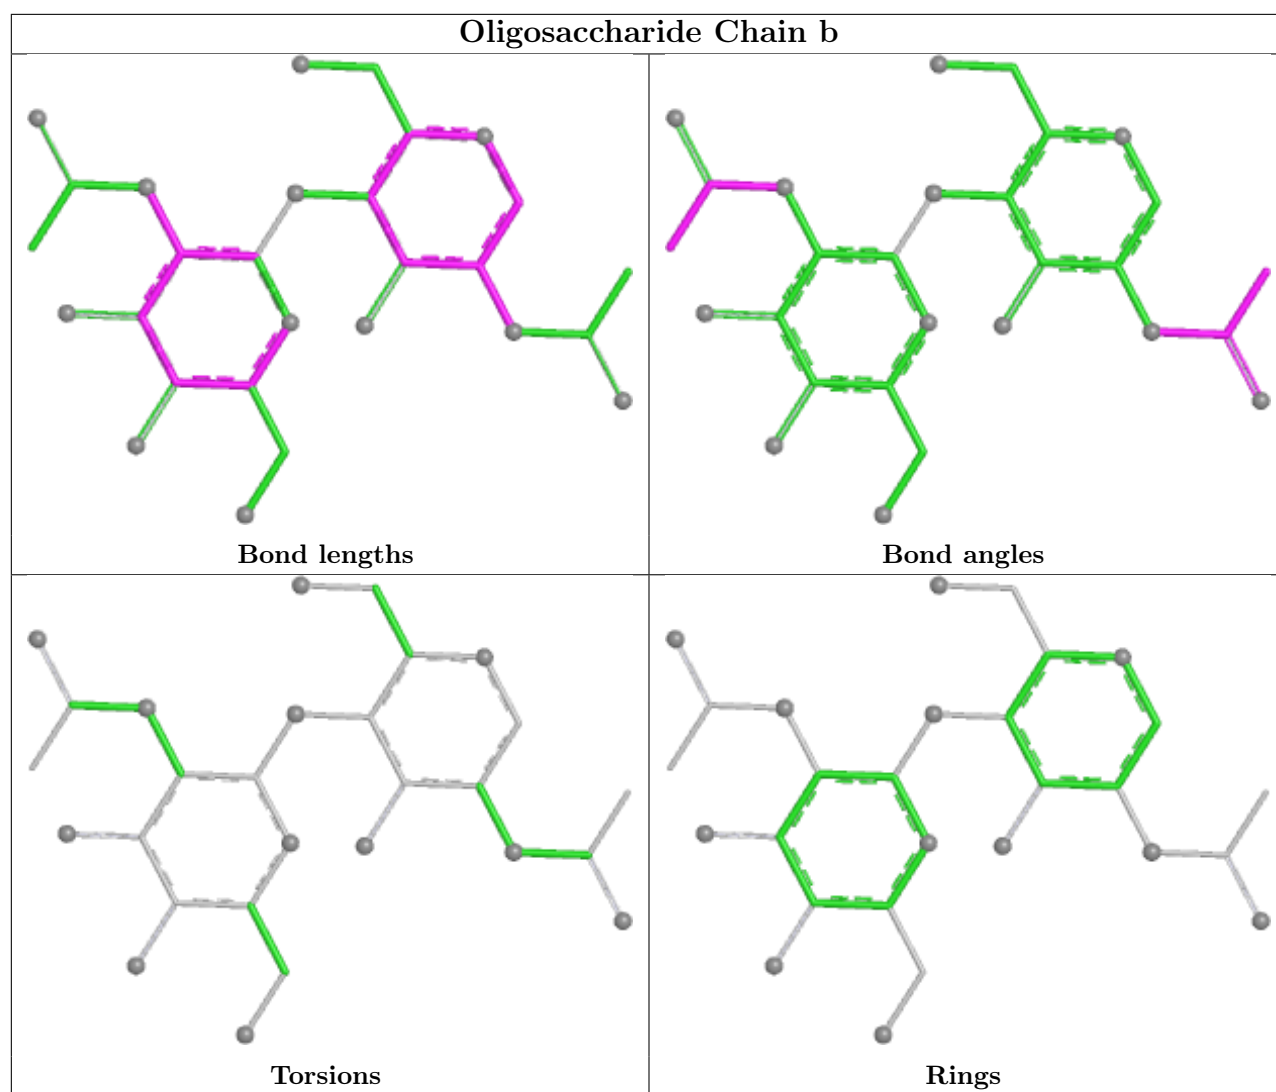 Oligosaccharide Chain b
Bond lengths
Bond angles
Torsions
Rings